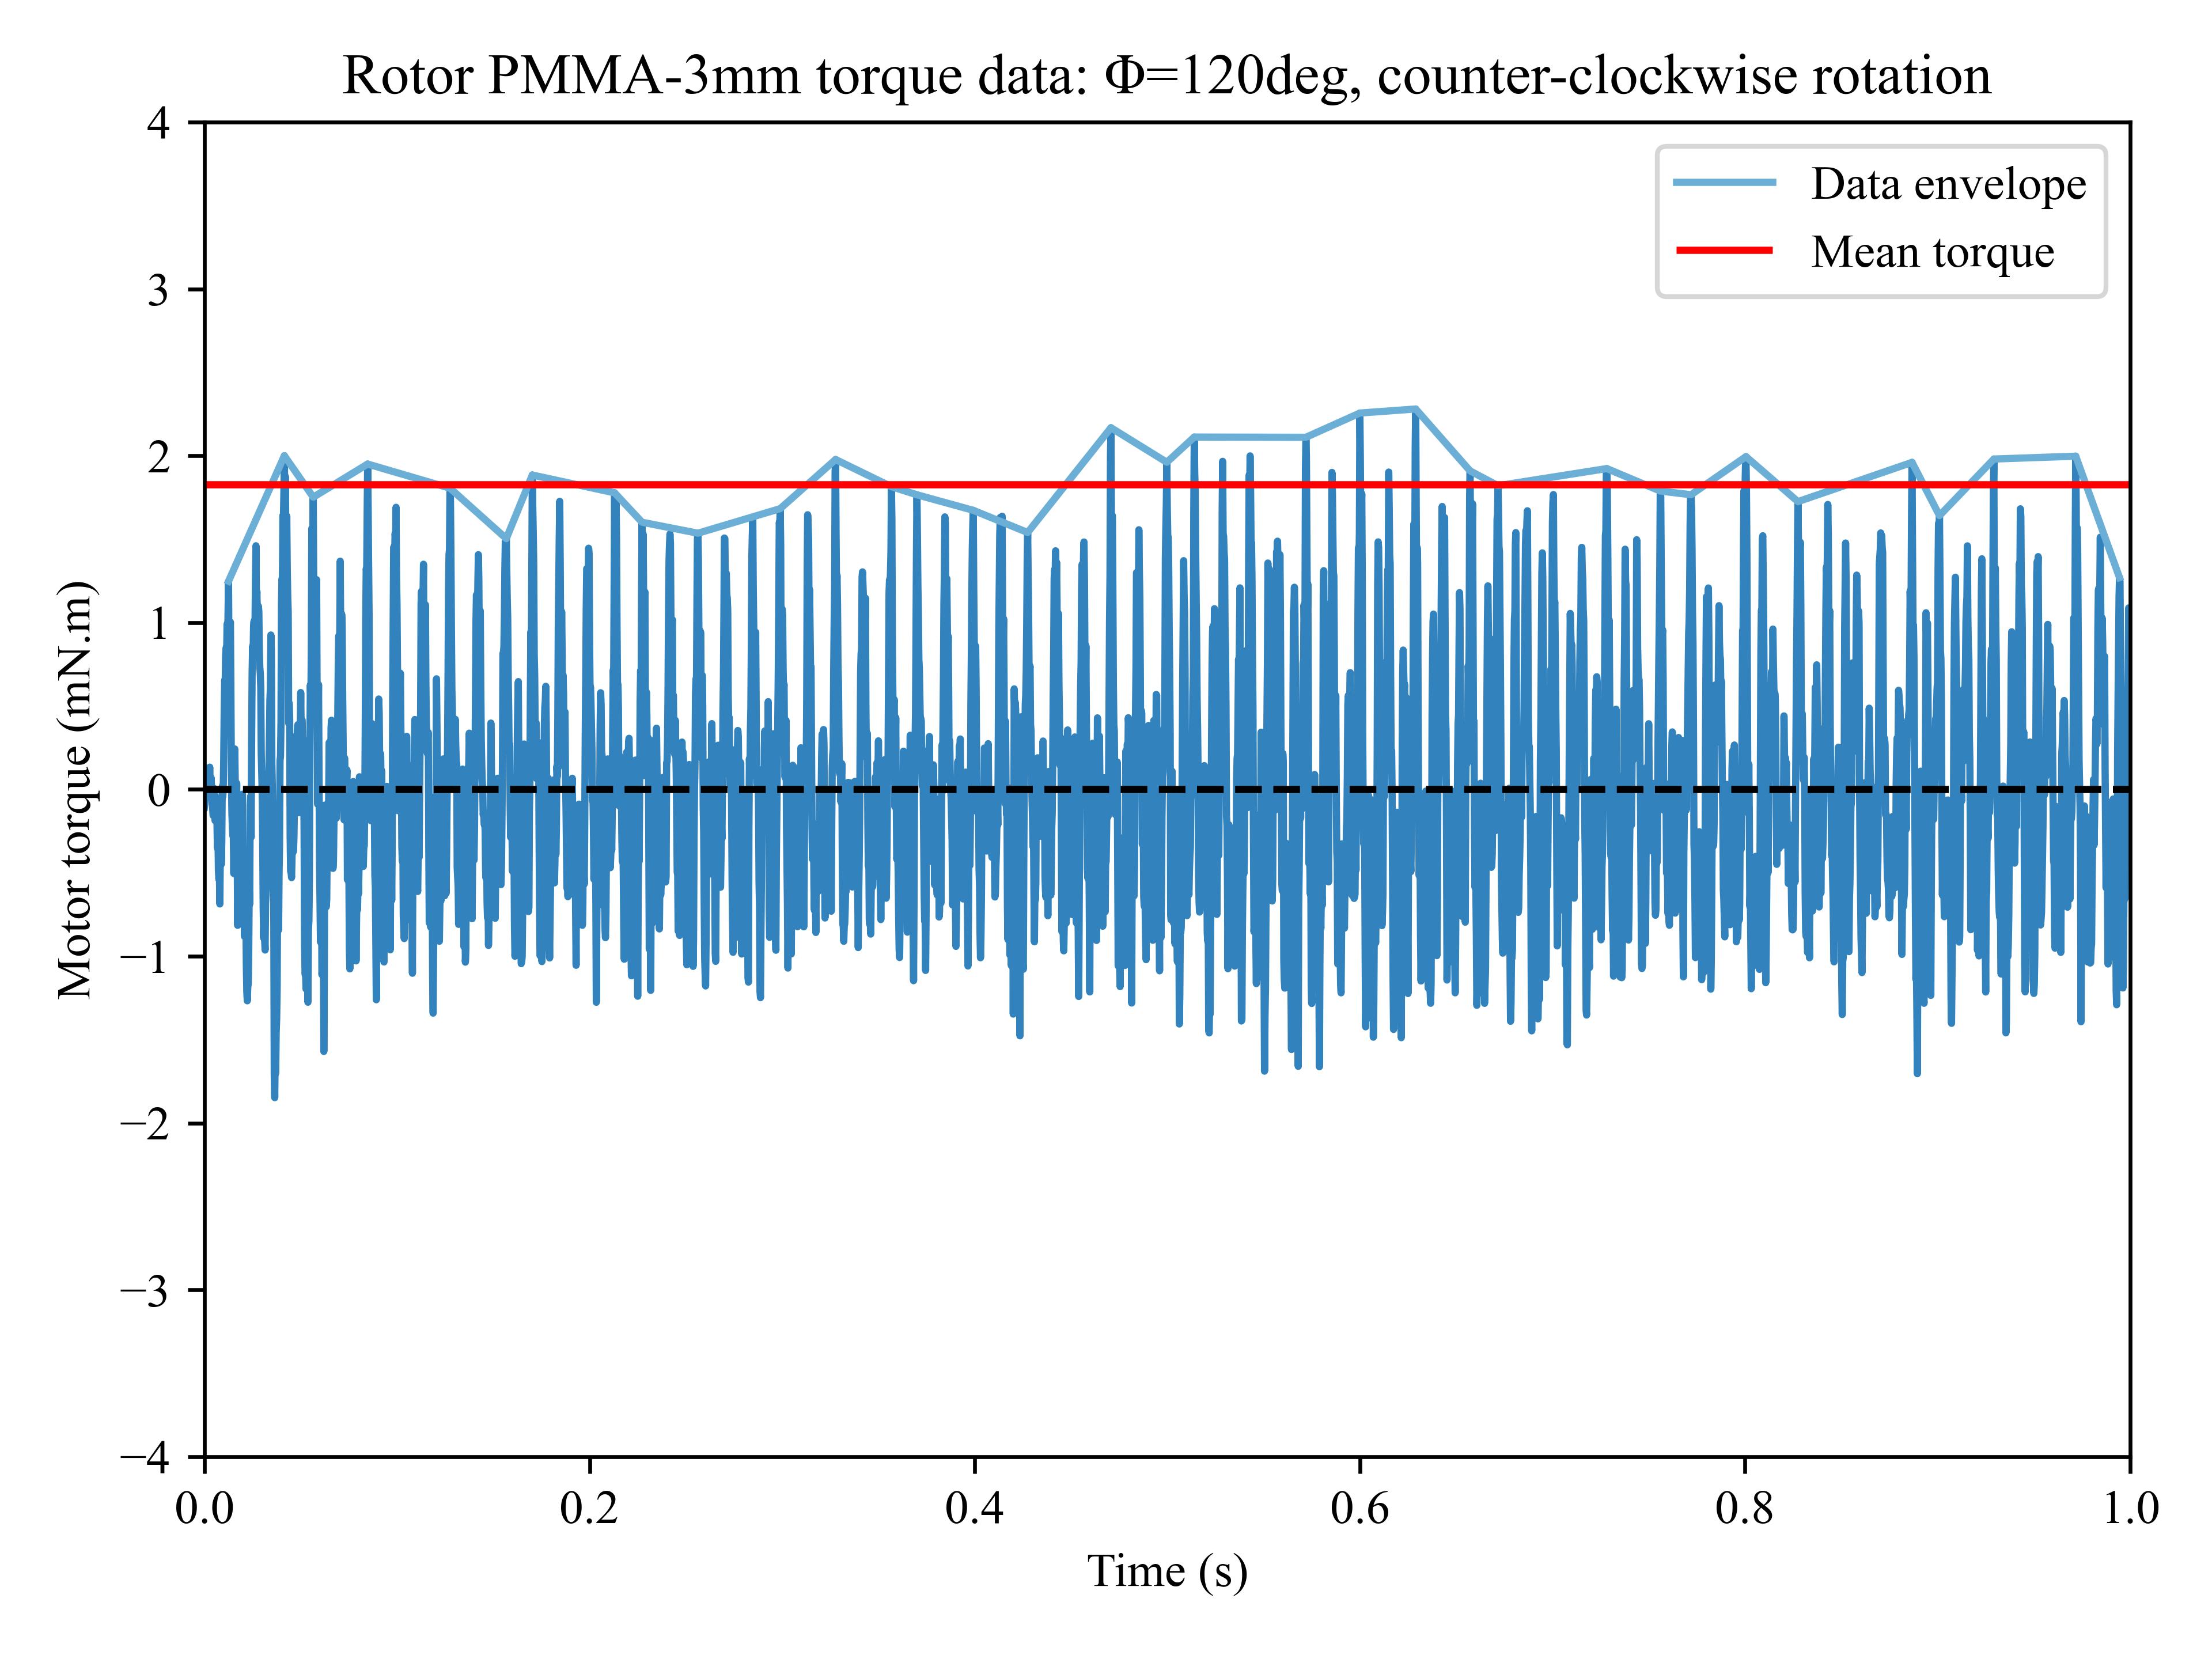 Rotor PMMA-3mm torque data: Φ=120deg, counter-clockwise rotation
Data envelope
Mean torque
4
3
2
1
0
−1
−2
−3
−4
Motor torque (mN.m)
0.0 0.2 0.4 0.6 0.8 1.0
Time (s)